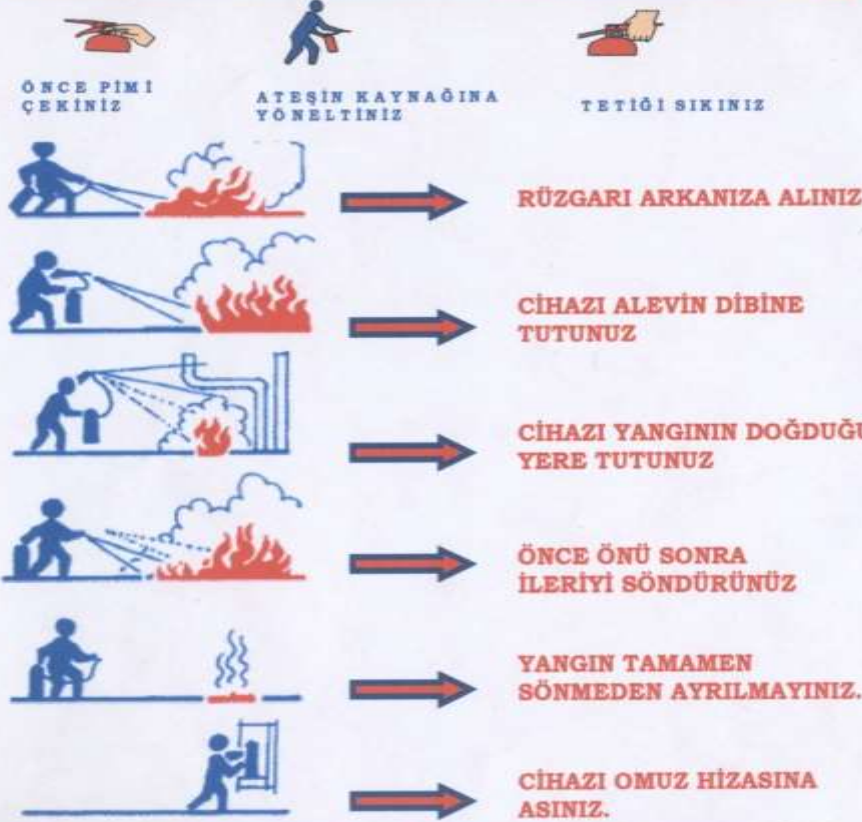 ÖNCE PİMİ
ÇEKİNİZ
ATEŞİN KAYNAĞINA
YÖNELTİNİZ
TETİĞİ SIKINIZ
RÜZGARI ARKANIZA ALINIZ
CİHAZI ALEVİN DİBİNE
TUTUNUZ
CİHAZI YANGININ DOĞDUĞU
YERE TUTUNUZ
ÖNCE ÖNÜ SONRA
İLERİYİ SÖNDÜRÜNÜZ
YANGIN TAMAMEN
SÖNMEDEN AYRILMAYINIZ.
CİHAZI OMUZ HİZASINA
ASINIZ.